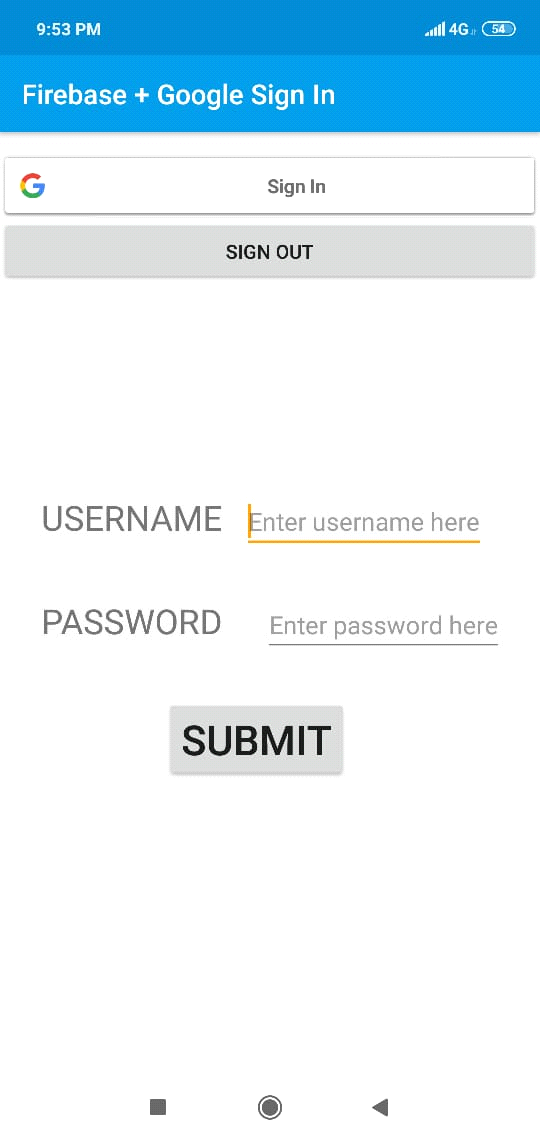 9:53 PM 4G 54
Firebase + Google Sign In
G Sign In
SIGN OUT
USERNAME Enter username here
PASSWORD Enter password here
SUBMIT